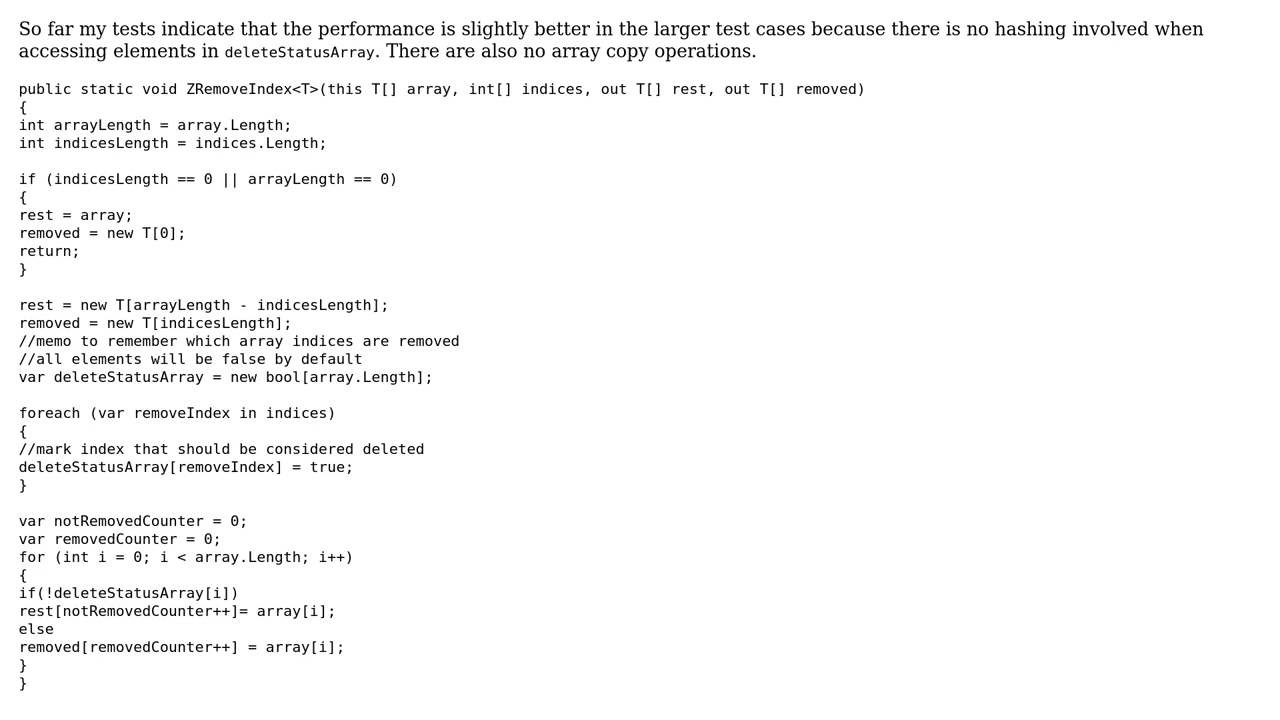 So far my tests indicate that the performance is slightly better in the larger test cases because there is no hashing involved when
accessing elements in deleteStatusArray. There are also no array copy operations.
public static void ZRemoveIndex<T>(this T[] array, int[] indices, out T[] rest, out T[] removed)
{
int arrayLength = array.Length;
int indicesLength = indices.Length;
if (indicesLength == 0 || arrayLength == 0)
{
rest = array;
removed = new T[0];
return;
}
rest = new T[arrayLength - indicesLength];
removed = new T[indicesLength];
//memo to remember which array indices are removed
//all elements will be false by default
var deleteStatusArray = new bool[array.Length];
foreach (var removeIndex in indices)
{
//mark index that should be considered deleted
deleteStatusArray[removeIndex] = true;
}
var notRemovedCounter = 0;
var removedCounter = 0;
for (int i = 0; i < array.Length; i++)
{
if(!deleteStatusArray[i])
rest[notRemovedCounter++]= array[i];
else
removed[removedCounter++] = array[i];
}
}